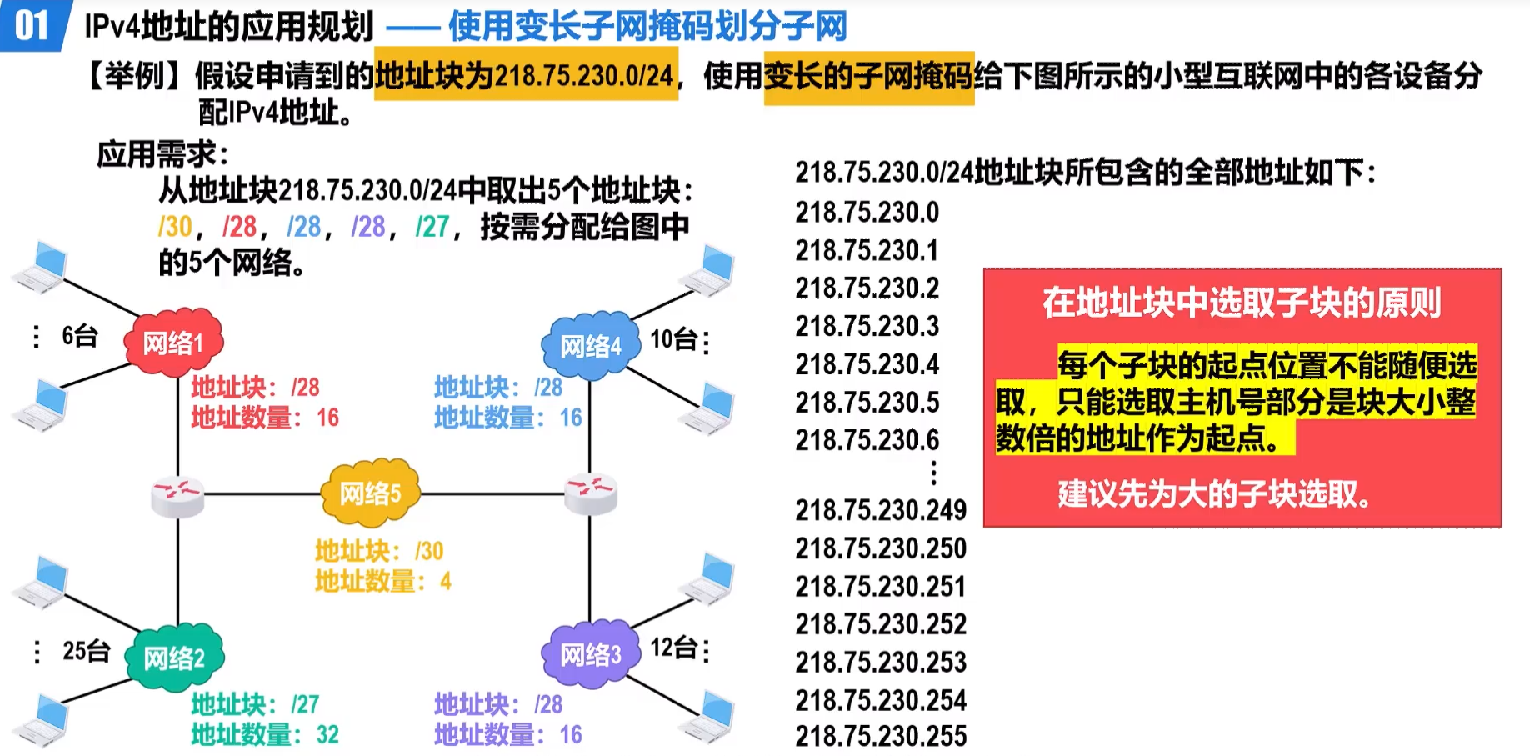 01 IPv4地址的应用规划 —— 使用变长子网掩码划分子网
【举例】假设申请到的地址块为218.75.230.0/24，使用变长的子网掩码给下图所示的小型互联网中的各设备分
配IPv4地址。
应用需求：
从地址块218.75.230.0/24中取出5个地址块：
/30，/28，/28，/28，/27，按需分配给图中
的5个网络。
⋮ 6台
网络1
地址块：/28
地址数量：16
网络4
10台⋮
地址块：/28
地址数量：16
网络5
地址块：/30
地址数量：4
⋮ 25台
网络2
地址块：/27
地址数量：32
网络3
12台⋮
地址块：/28
地址数量：16
218.75.230.0/24地址块所包含的全部地址如下：
218.75.230.0
218.75.230.1
218.75.230.2
218.75.230.3
218.75.230.4
218.75.230.5
218.75.230.6
⋮
218.75.230.249
218.75.230.250
218.75.230.251
218.75.230.252
218.75.230.253
218.75.230.254
218.75.230.255
在地址块中选取子块的原则
每个子块的起点位置不能随便选
取，只能选取主机号部分是块大小整
数倍的地址作为起点。
建议先为大的子块选取。